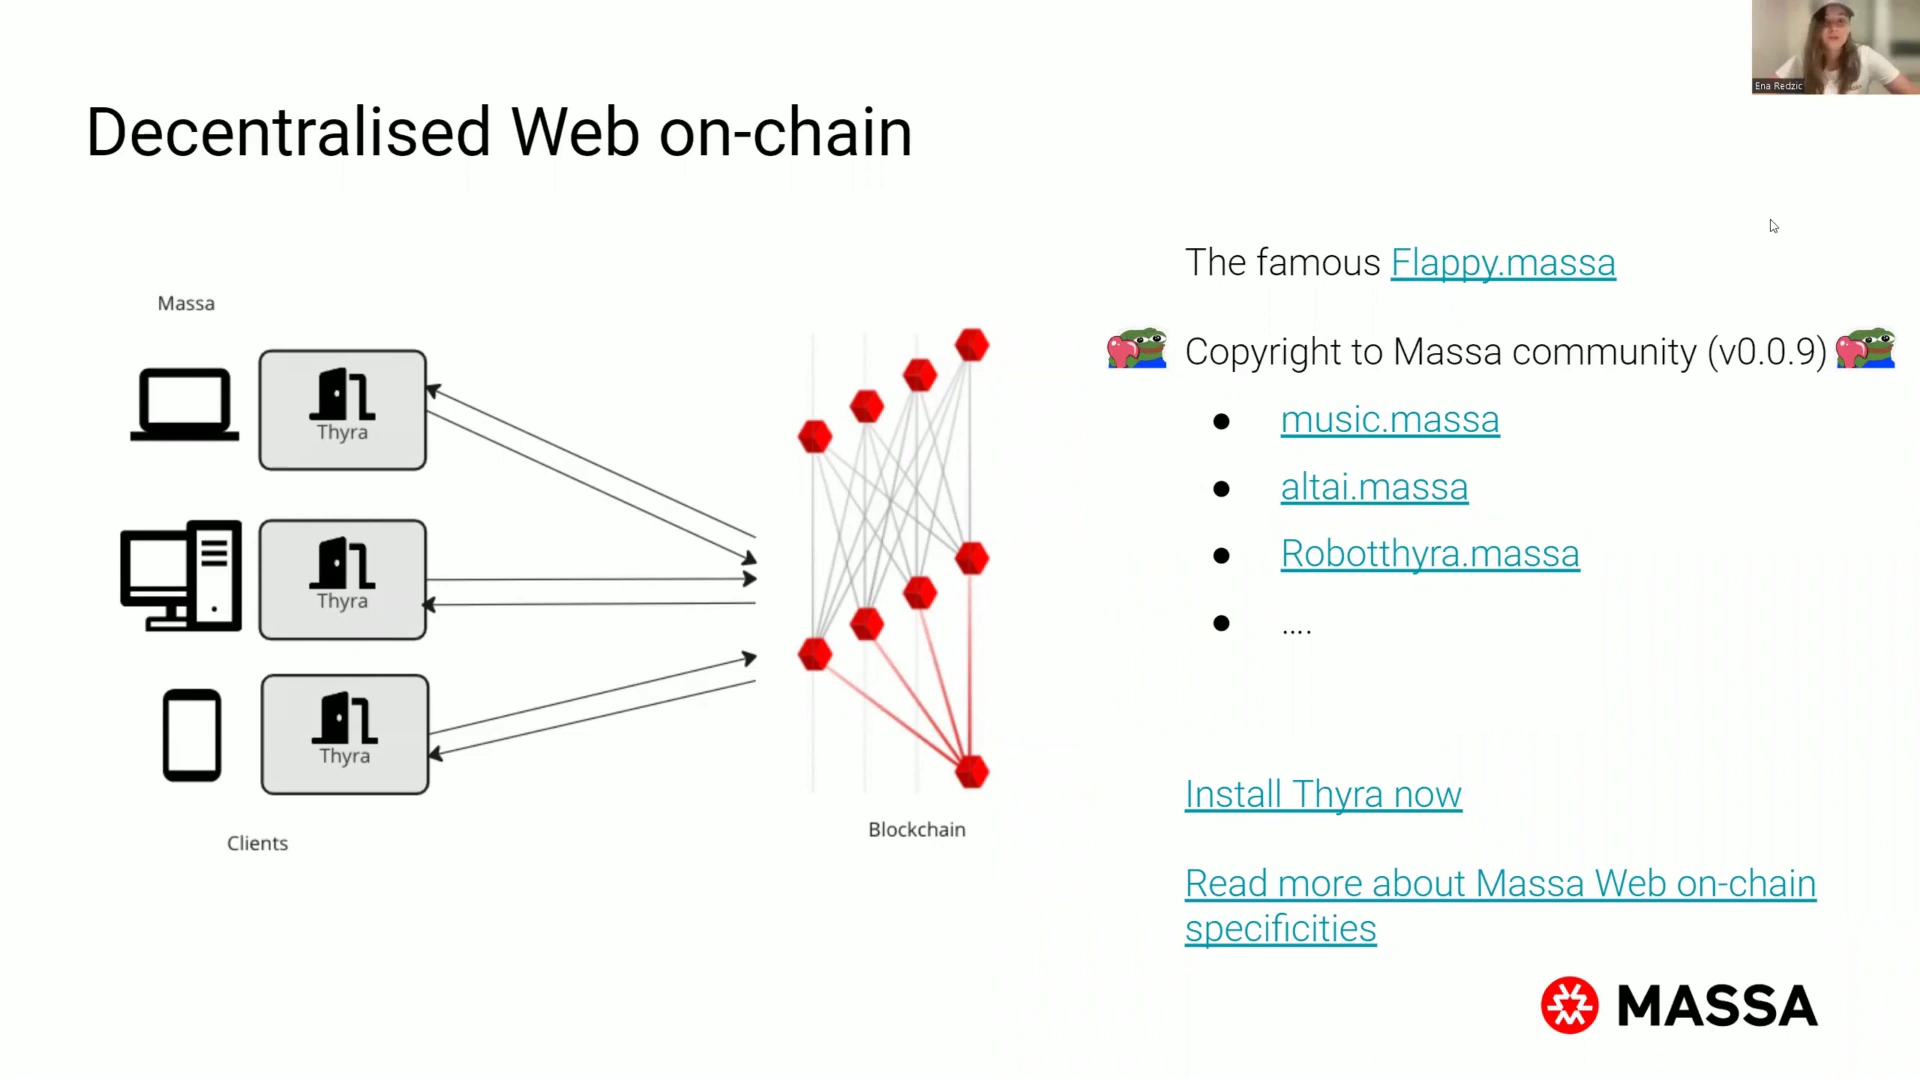 Ena Redzic
Decentralised Web on-chain
Massa
Thyra
Thyra
Thyra
Clients
Blockchain
The famous Flappy.massa
Copyright to Massa community (v0.0.9)
● music.massa
● altai.massa
● Robotthyra.massa
● ....
Install Thyra now
Read more about Massa Web on-chain
specificities
MASSA